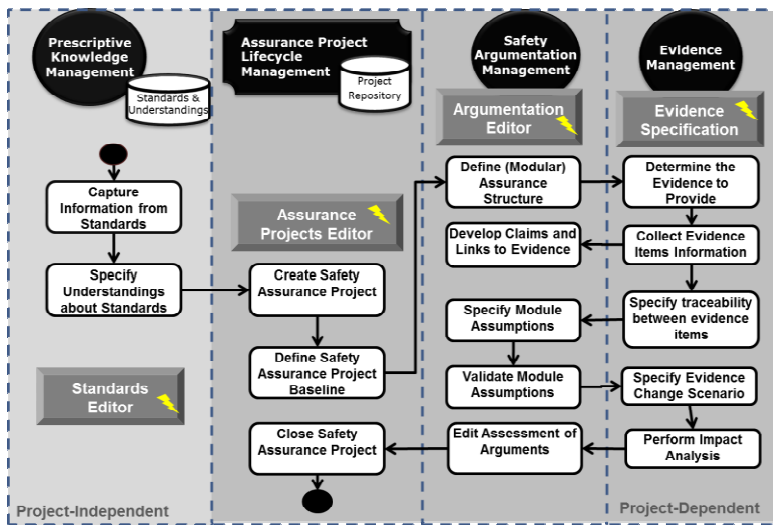 Prescriptive
Knowledge
Management
Standards &
Understandings
Capture
Information from
Standards
Specify
Understandings
about Standards
Standards
Editor
Project-Independent
Assurance Project
Lifecycle
Management
Project
Repository
Assurance
Projects Editor
Create Safety
Assurance Project
Define Safety
Assurance Project
Baseline
Close Safety
Assurance Project
Safety
Argumentation
Management
Argumentation
Editor
Define (Modular)
Assurance
Structure
Develop Claims and
Links to Evidence
Specify Module
Assumptions
Validate Module
Assumptions
Edit Assessment of
Arguments
Evidence
Management
Evidence
Specification
Determine the
Evidence to
Provide
Collect Evidence
Items Information
Specify traceability
between evidence
items
Specify Evidence
Change Scenario
Perform Impact
Analysis
Project-Dependent